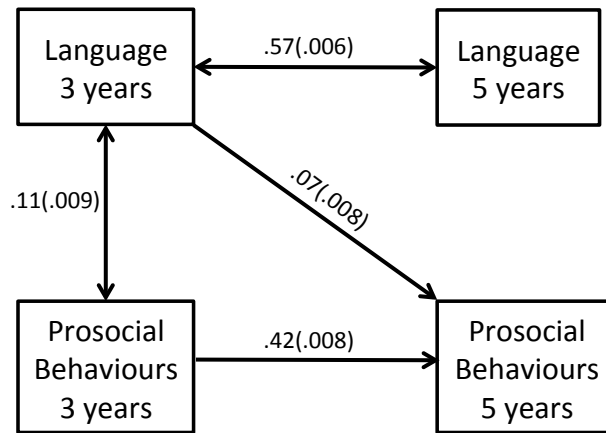 Language
3 years
.57(.006)
Language
5 years
.11(.009)
.07(.008)
Prosocial
Behaviours
3 years
.42(.008)
Prosocial
Behaviours
5 years